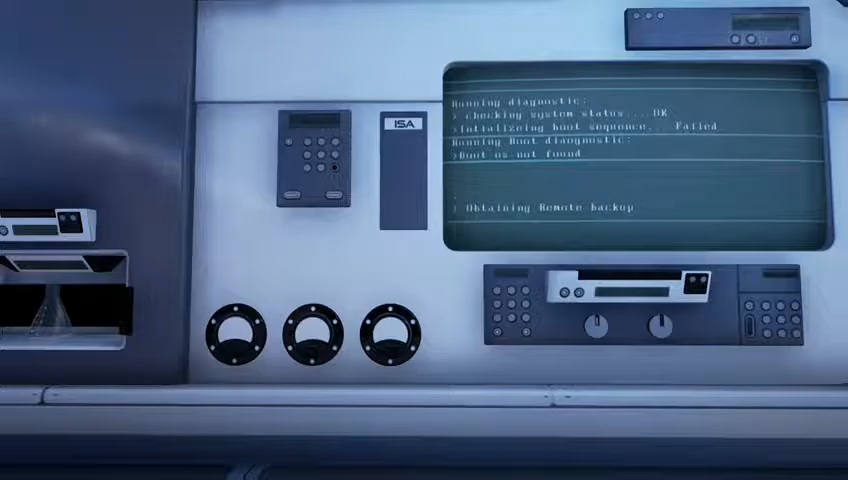 ISA
Running diagnostic:
> checking system status... OK
>Initializing boot sequence... Failed
Running Boot diangnostic:
>Boot os not found
:
: Obtaining Remote backup